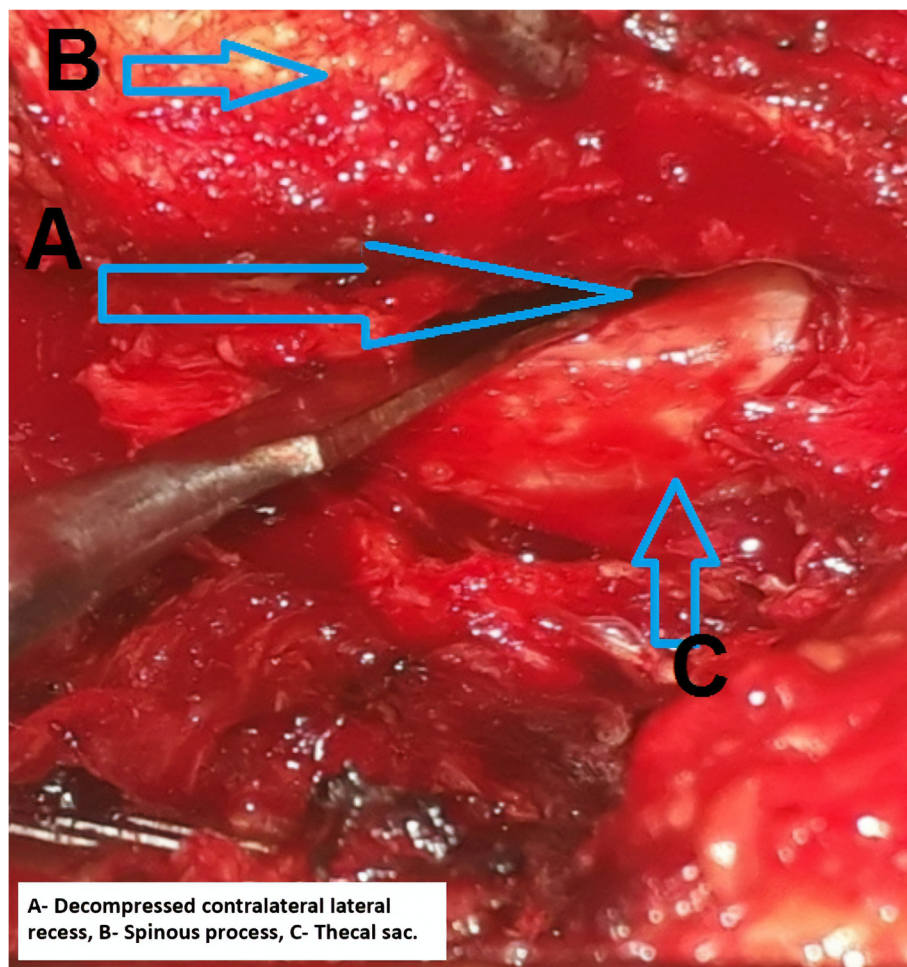 B
A
C
A- Decompressed contralateral lateral
recess, B- Spinous process, C- Thecal sac.